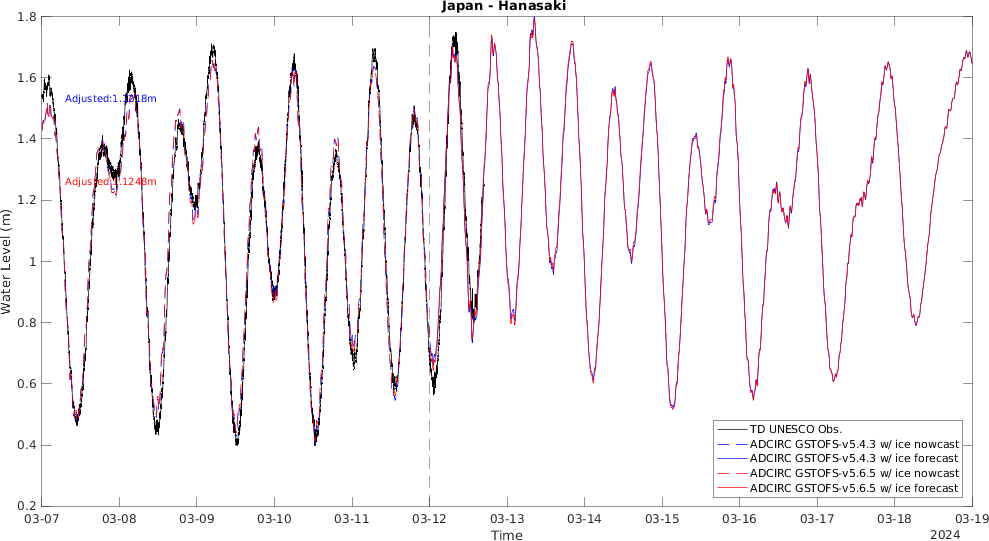 Japan - Hanasaki
1.8
1.6
1.4
1.2
1
0.8
0.6
0.4
0.2
Water Level (m)
Adjusted:
Adjusted:
TD UNESCO Obs.
ADCIRC GSTOFS-v5.4.3 w/ ice nowcast
ADCIRC GSTOFS-v5.4.3 w/ ice forecast
ADCIRC GSTOFS-v5.6.5 w/ ice nowcast
ADCIRC GSTOFS-v5.6.5 w/ ice forecast
03-07 03-08 03-09 03-10 03-11 03-12 03-13 03-14 03-15 03-16 03-17 03-18 03-19
Time
2024